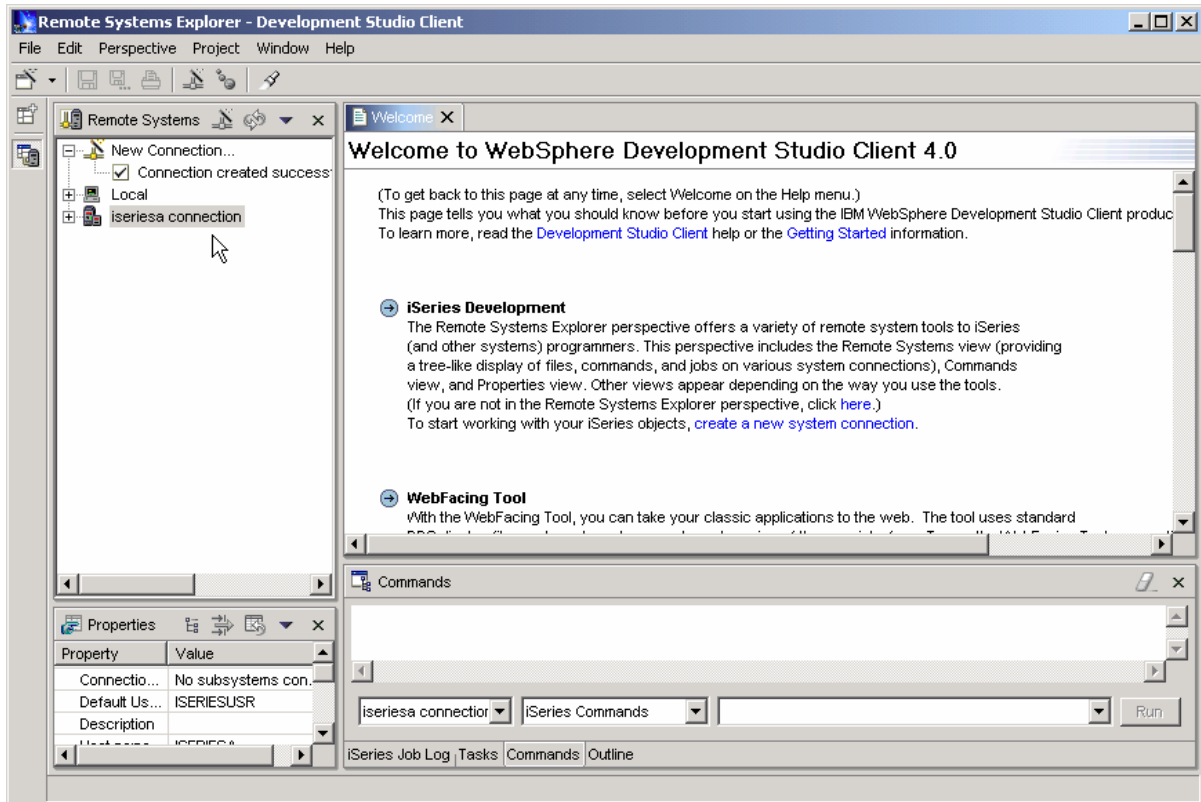 Remote Systems Explorer - Development Studio Client
File Edit Perspective Project Window Help
Remote Systems
New Connection...
Connection created success
Local
iseriesa connection
Welcome
Welcome to WebSphere Development Studio Client 4.0
(To get back to this page at any time, select Welcome on the Help menu.)
This page tells you what you should know before you start using the IBM WebSphere Development Studio Client produc
To learn more, read the Development Studio Client help or the Getting Started information.
iSeries Development
The Remote Systems Explorer perspective offers a variety of remote system tools to iSeries
(and other systems) programmers. This perspective includes the Remote Systems view (providing
a tree-like display of files, commands, and jobs on various system connections), Commands
view, and Properties view. Other views appear depending on the way you use the tools.
(If you are not in the Remote Systems Explorer perspective, click here.)
To start working with your iSeries objects, create a new system connection.
WebFacing Tool
With the WebFacing Tool, you can take your classic applications to the web. The tool uses standard
Properties
Property Value
Connectio... No subsystems con.
Default Us... ISERIESUSR
Description
Commands
iseriesa connection iSeries Commands Run
iSeries Job Log Tasks Commands Outline